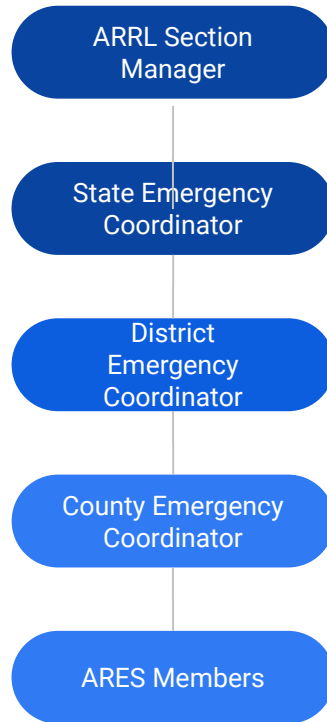 ARRL Section
Manager
State Emergency
Coordinator
District
Emergency
Coordinator
County Emergency
Coordinator
ARES Members